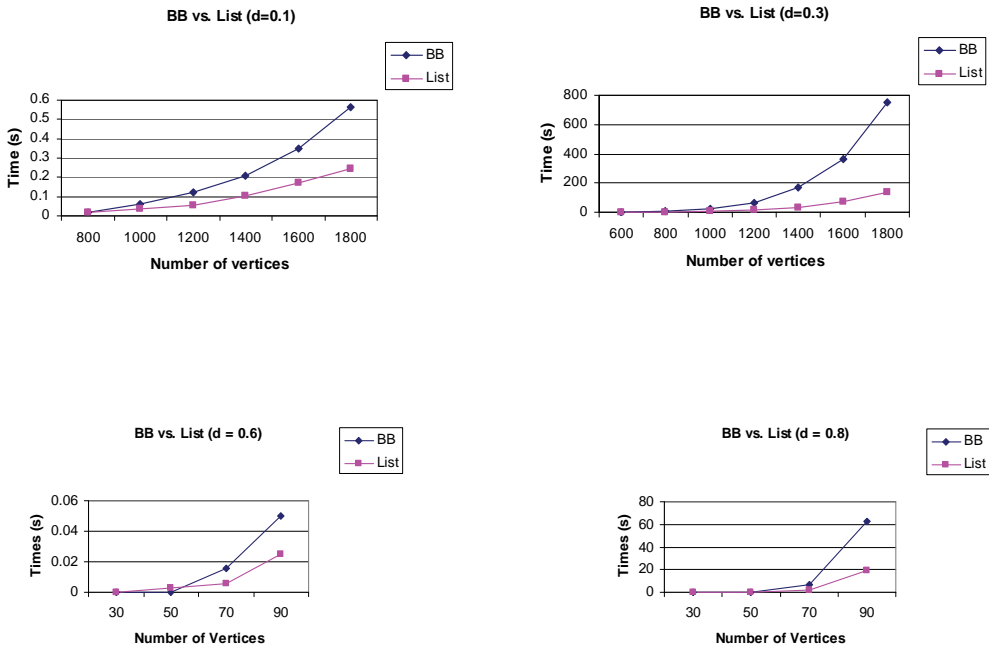 BB vs. List (d=0.1)
BB
List
0.6
0.5
0.4
0.3
0.2
0.1
0
Time (s)
800 1000 1200 1400 1600 1800
Number of vertices
BB vs. List (d=0.3)
BB
List
800
600
400
200
0
Time (s)
600 800 1000 1200 1400 1600 1800
Number of vertices
BB vs. List (d = 0.6)
BB
List
0.06
0.04
0.02
0
Times (s)
30 50 70 90
Number of Vertices
BB vs. List (d = 0.8)
BB
List
80
60
40
20
0
Times (s)
30 50 70 90
Number of Vertices